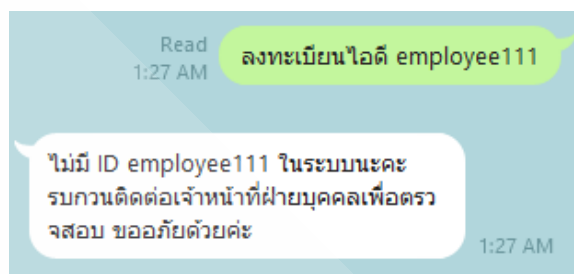 Read
1:27 AM
ลงทะเบียนไอดี employee111
ไม่มี ID employee111 ในระบบนะคะ
รบกวนติดต่อเจ้าหน้าที่ฝ่ายบุคคลเพื่อตรว
จสอบ ขออภัยด้วยค่ะ
1:27 AM